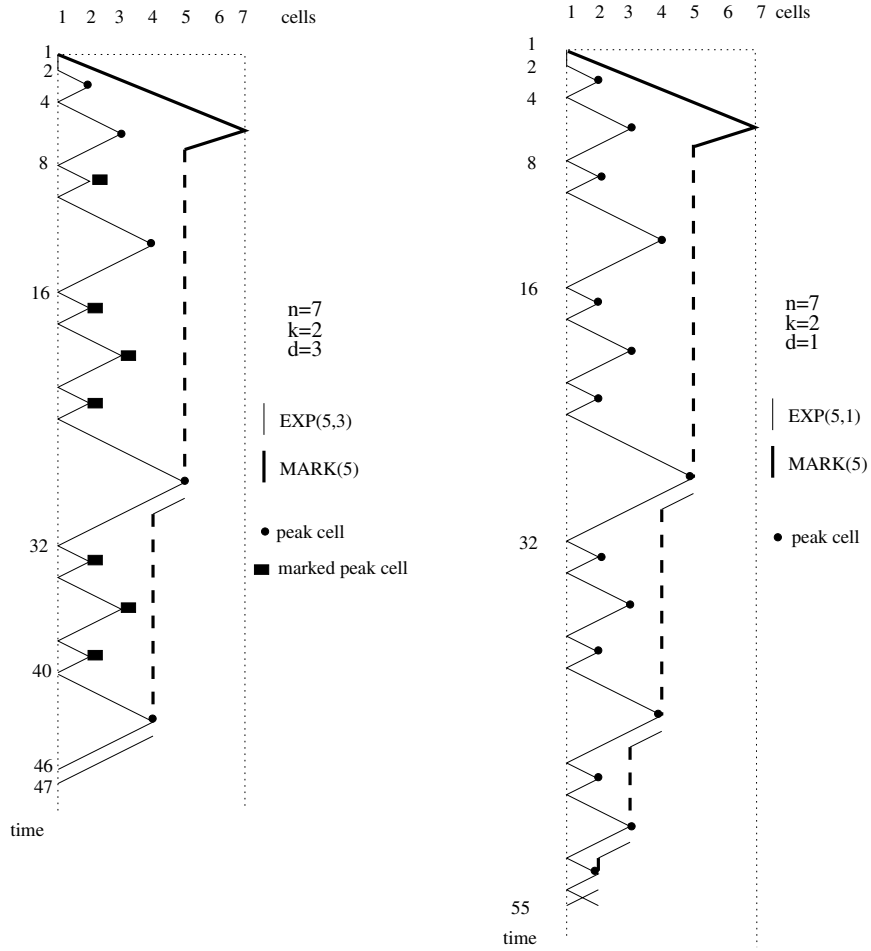 1 2 3 4 5 6 7 cells
1
2
4
8
16
n=7
k=2
d=3
EXP(5,3)
MARK(5)
peak cell
marked peak cell
32
40
46
47
time
1 2 3 4 5 6 7 cells
1
2
4
8
16
n=7
k=2
d=1
EXP(5,1)
MARK(5)
peak cell
32
55
time